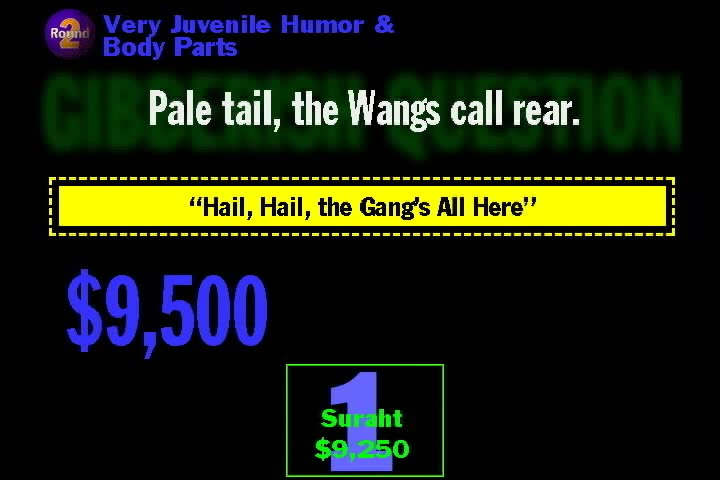 Round 2
Very Juvenile Humor &
Body Parts
GIBBERISH QUESTION
Pale tail, the Wangs call rear.
“Hail, Hail, the Gang's All Here”
$9,500
1
Suraht
$9,250